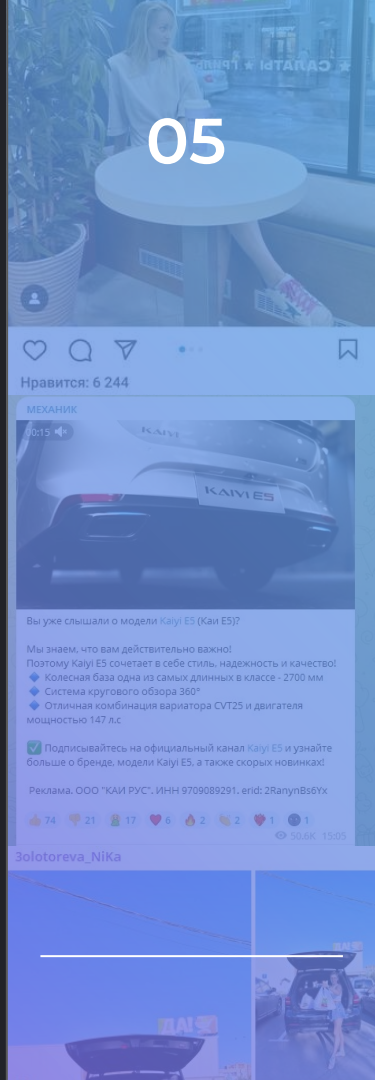 САЛАТЫ ★ ГРИЛЬ ★
05
Нравится: 6 244
МЕХАНИК
00:15
KAIYI
KAIYI E5
Вы уже слышали о модели Kaiyi E5 (Каи Е5)?
Мы знаем, что вам действительно важно!
Поэтому Kaiyi E5 сочетает в себе стиль, надежность и качество!
🔹 Колесная база одна из самых длинных в классе - 2700 мм
🔹 Система кругового обзора 360°
🔹 Отличная комбинация вариатора CVT25 и двигателя
мощностью 147 л.с
✅ Подписывайтесь на официальный канал Kaiyi E5 и узнайте
больше о бренде, модели Kaiyi E5, а также скорых новинках!
Реклама. ООО "КАИ РУС". ИНН 9709089291. erid: 2RanynBs6Yx
74 21 17 6 2 2 1 1
50.6K 15:05
3olotoreva_NiKa